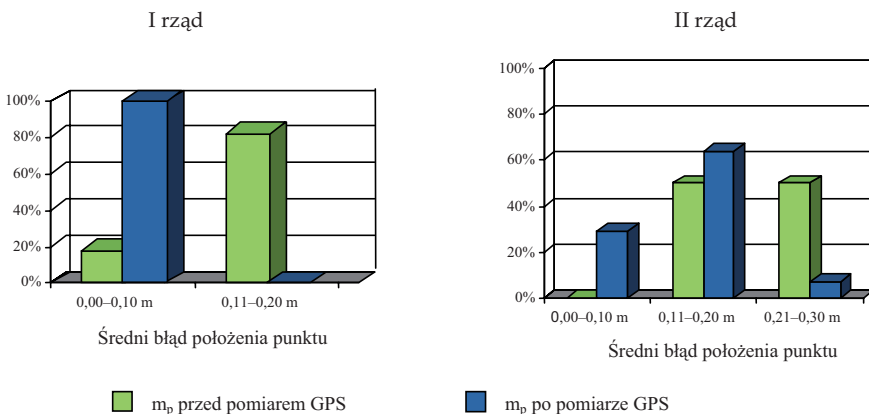 I rząd
100%
80%
60%
40%
20%
0%
0,00–0,10 m 0,11–0,20 m
Średni błąd położenia punktu
II rząd
100%
80%
60%
40%
20%
0%
0,00–0,10 m 0,11–0,20 m 0,21–0,30 m
Średni błąd położenia punktu
mp przed pomiarem GPS
mp po pomiarze GPS